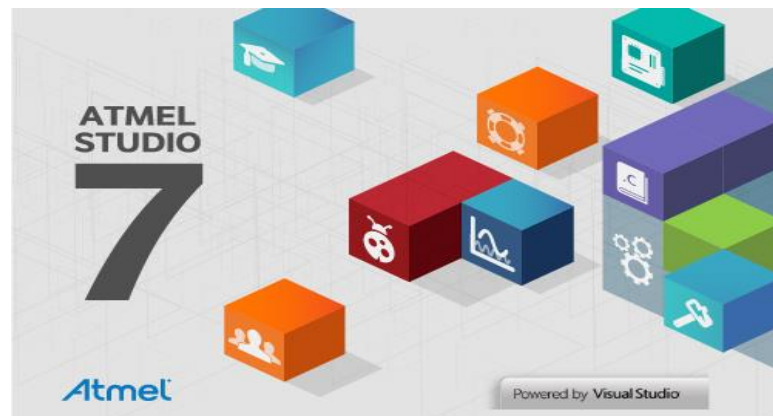 ATMEL
STUDIO
7
.C
Atmel
Powered by Visual Studio